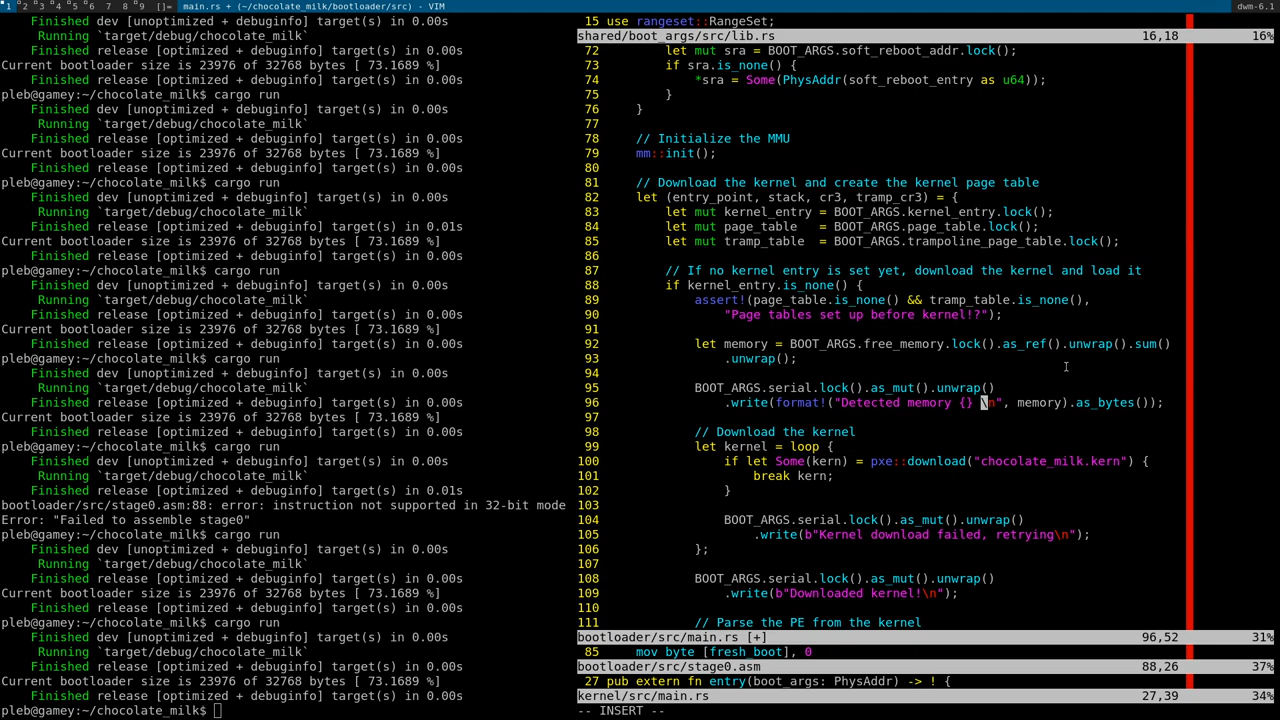 1 2 3 4 5 6 7 8 9 []= main.rs + (~/chocolate_milk/bootloader/src) - VIM dwm-6.1
Finished dev [unoptimized + debuginfo] target(s) in 0.00s
Running `target/debug/chocolate_milk`
Finished release [optimized + debuginfo] target(s) in 0.00s
Current bootloader size is 23976 of 32768 bytes [ 73.1689 %]
Finished release [optimized + debuginfo] target(s) in 0.00s
pleb@gamey:~/chocolate_milk$ cargo run
Finished dev [unoptimized + debuginfo] target(s) in 0.00s
Running `target/debug/chocolate_milk`
Finished release [optimized + debuginfo] target(s) in 0.00s
Current bootloader size is 23976 of 32768 bytes [ 73.1689 %]
Finished release [optimized + debuginfo] target(s) in 0.00s
pleb@gamey:~/chocolate_milk$ cargo run
Finished dev [unoptimized + debuginfo] target(s) in 0.00s
Running `target/debug/chocolate_milk`
Finished release [optimized + debuginfo] target(s) in 0.01s
Current bootloader size is 23976 of 32768 bytes [ 73.1689 %]
Finished release [optimized + debuginfo] target(s) in 0.00s
pleb@gamey:~/chocolate_milk$ cargo run
Finished dev [unoptimized + debuginfo] target(s) in 0.00s
Running `target/debug/chocolate_milk`
Finished release [optimized + debuginfo] target(s) in 0.00s
Current bootloader size is 23976 of 32768 bytes [ 73.1689 %]
Finished release [optimized + debuginfo] target(s) in 0.00s
pleb@gamey:~/chocolate_milk$ cargo run
Finished dev [unoptimized + debuginfo] target(s) in 0.00s
Running `target/debug/chocolate_milk`
Finished release [optimized + debuginfo] target(s) in 0.00s
Current bootloader size is 23976 of 32768 bytes [ 73.1689 %]
Finished release [optimized + debuginfo] target(s) in 0.00s
pleb@gamey:~/chocolate_milk$ cargo run
Finished dev [unoptimized + debuginfo] target(s) in 0.00s
Running `target/debug/chocolate_milk`
Finished release [optimized + debuginfo] target(s) in 0.01s
bootloader/src/stage0.asm:88: error: instruction not supported in 32-bit mode
Error: "Failed to assemble stage0"
pleb@gamey:~/chocolate_milk$ cargo run
Finished dev [unoptimized + debuginfo] target(s) in 0.00s
Running `target/debug/chocolate_milk`
Finished release [optimized + debuginfo] target(s) in 0.00s
Current bootloader size is 23976 of 32768 bytes [ 73.1689 %]
Finished release [optimized + debuginfo] target(s) in 0.00s
pleb@gamey:~/chocolate_milk$ cargo run
Finished dev [unoptimized + debuginfo] target(s) in 0.00s
Running `target/debug/chocolate_milk`
Finished release [optimized + debuginfo] target(s) in 0.00s
Current bootloader size is 23976 of 32768 bytes [ 73.1689 %]
Finished release [optimized + debuginfo] target(s) in 0.00s
pleb@gamey:~/chocolate_milk$
15 use rangeset::RangeSet;
shared/boot_args/src/lib.rs 16,18 16%
72 let mut sra = BOOT_ARGS.soft_reboot_addr.lock();
73 if sra.is_none() {
74 *sra = Some(PhysAddr(soft_reboot_entry as u64));
75 }
76 }
77
78 // Initialize the MMU
79 mm::init();
80
81 // Download the kernel and create the kernel page table
82 let (entry_point, stack, cr3, tramp_cr3) = {
83 let mut kernel_entry = BOOT_ARGS.kernel_entry.lock();
84 let mut page_table   = BOOT_ARGS.page_table.lock();
85 let mut tramp_table  = BOOT_ARGS.trampoline_page_table.lock();
86
87 // If no kernel entry is set yet, download the kernel and load it
88 if kernel_entry.is_none() {
89 assert!(page_table.is_none() && tramp_table.is_none(),
90 "Page tables set up before kernel!?");
91
92 let memory = BOOT_ARGS.free_memory.lock().as_ref().unwrap().sum()
93 .unwrap();
94
95 BOOT_ARGS.serial.lock().as_mut().unwrap()
96 .write(format!("Detected memory {} \n", memory).as_bytes());
97
98 // Download the kernel
99 let kernel = loop {
100 if let Some(kern) = pxe::download("chocolate_milk.kern") {
101 break kern;
102 }
103
104 BOOT_ARGS.serial.lock().as_mut().unwrap()
105 .write(b"Kernel download failed, retrying\n");
106 };
107
108 BOOT_ARGS.serial.lock().as_mut().unwrap()
109 .write(b"Downloaded kernel!\n");
110
111 // Parse the PE from the kernel
bootloader/src/main.rs [+] 96,52 31%
85 mov byte [fresh_boot], 0
bootloader/src/stage0.asm 88,26 37%
27 pub extern fn entry(boot_args: PhysAddr) -> ! {
kernel/src/main.rs 27,39 34%
-- INSERT --